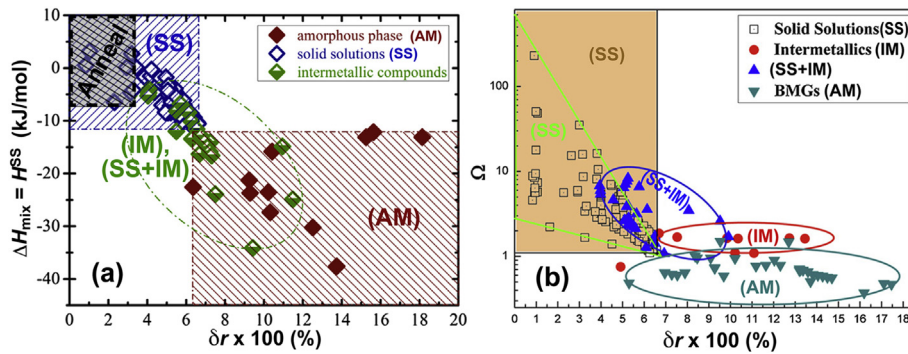 10
0
-10
-20
-30
-40
ΔHmix = H^SS (kJ/mol)
Anneal
(SS)
amorphous phase (AM)
solid solutions (SS)
intermetallic compounds
(IM),
(SS+IM)
(AM)
(a)
0 2 4 6 8 10 12 14 16 18 20
δr x 100 (%)
(b)
100
10
1
Ω
(SS)
(SS)
Solid Solutions(SS)
Intermetallics (IM)
(SS+IM)
BMGs (AM)
(SS+IM)
(IM)
(AM)
0 1 2 3 4 5 6 7 8 9 10 11 12 13 14 15 16 17 18
δr x 100 (%)